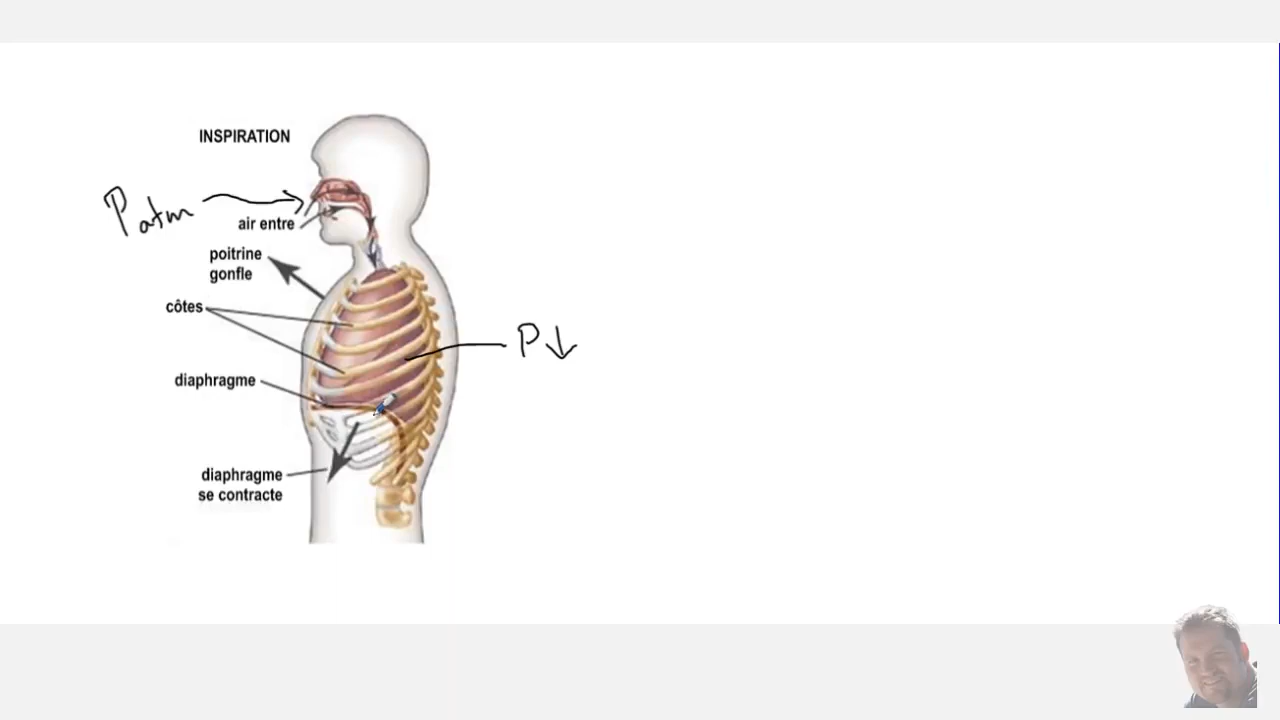 INSPIRATION
Patm
air entre
poitrine
gonfle
côtes
P↓
diaphragme
diaphragme
se contracte